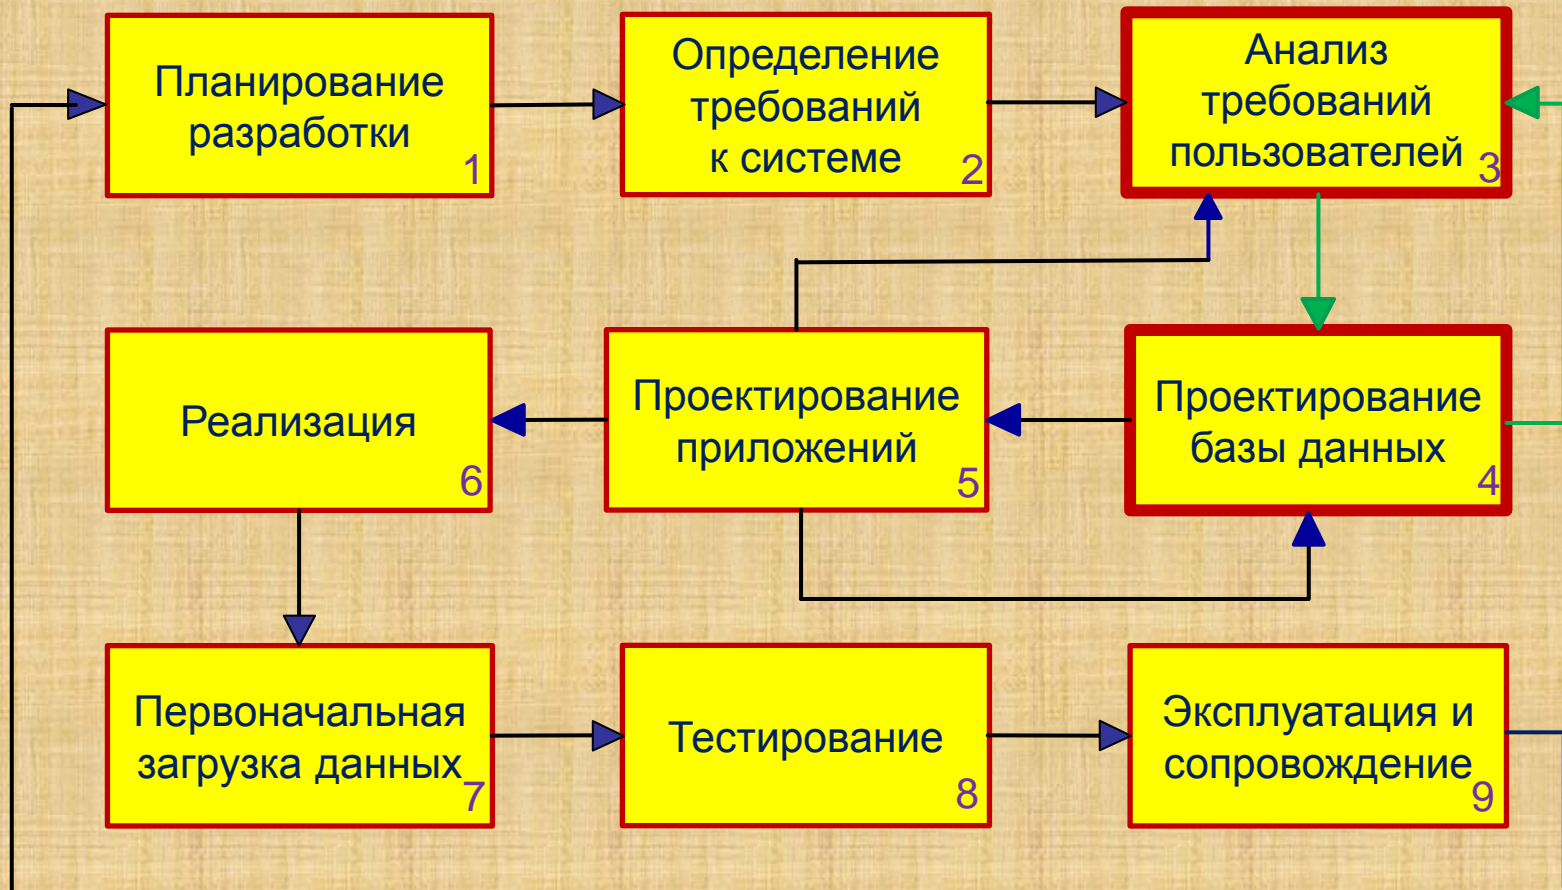 Планирование
разработки
1
Определение
требований
к системе
2
Анализ
требований
пользователей
3
Реализация
6
Проектирование
приложений
5
Проектирование
базы данных
4
Первоначальная
загрузка данных
7
Тестирование
8
Эксплуатация и
сопровождение
9